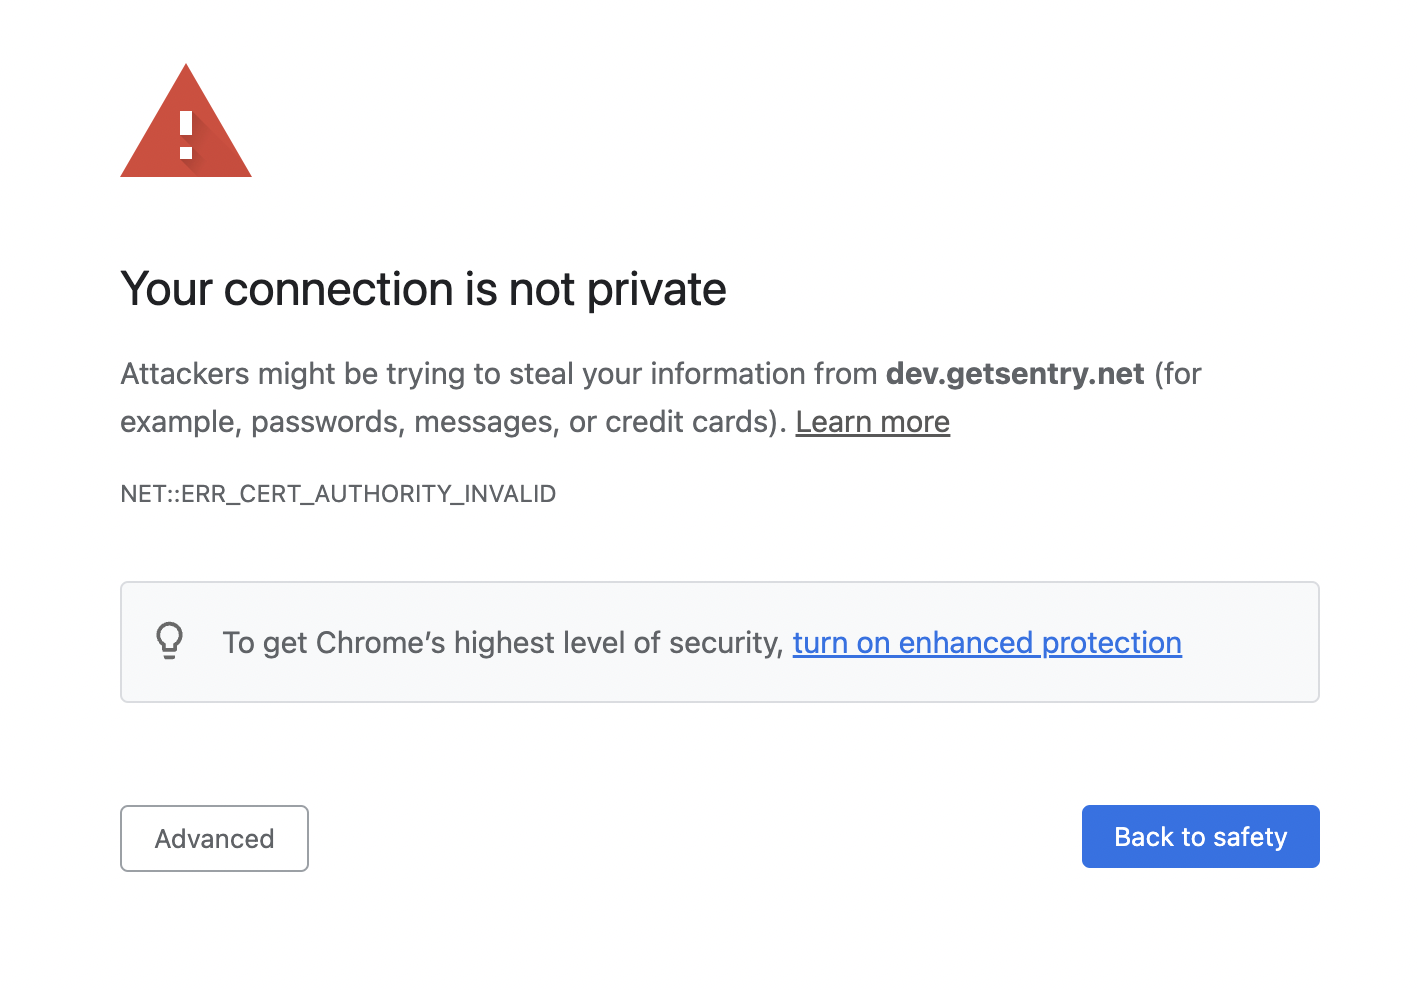 Your connection is not private
Attackers might be trying to steal your information from dev.getsentry.net (for
example, passwords, messages, or credit cards). Learn more
NET::ERR_CERT_AUTHORITY_INVALID
To get Chrome’s highest level of security, turn on enhanced protection
Advanced
Back to safety